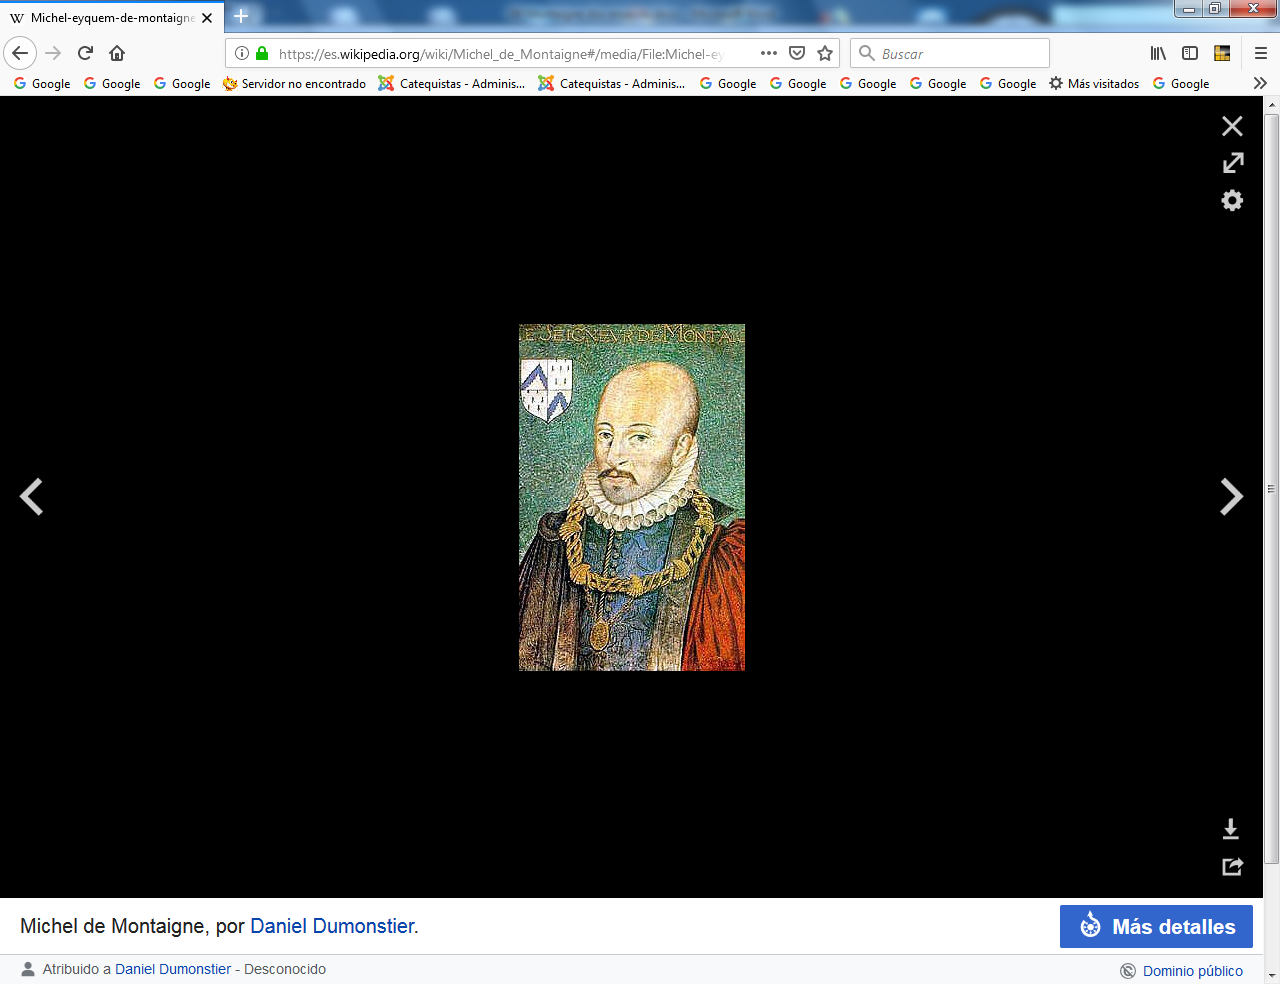 Michel-eyquem-de-montaigne
https://es.wikipedia.org/wiki/Michel_de_Montaigne#/media/File:Michel-ey
Buscar
Google Google Google Servidor no encontrado Catequistas - Adminis... Catequistas - Adminis... Google Google Google Google Google Más visitados Google
E SEIGNEVR DE MONTAI
Michel de Montaigne, por Daniel Dumonstier.
Más detalles
Atribuido a Daniel Dumonstier - Desconocido
Dominio público